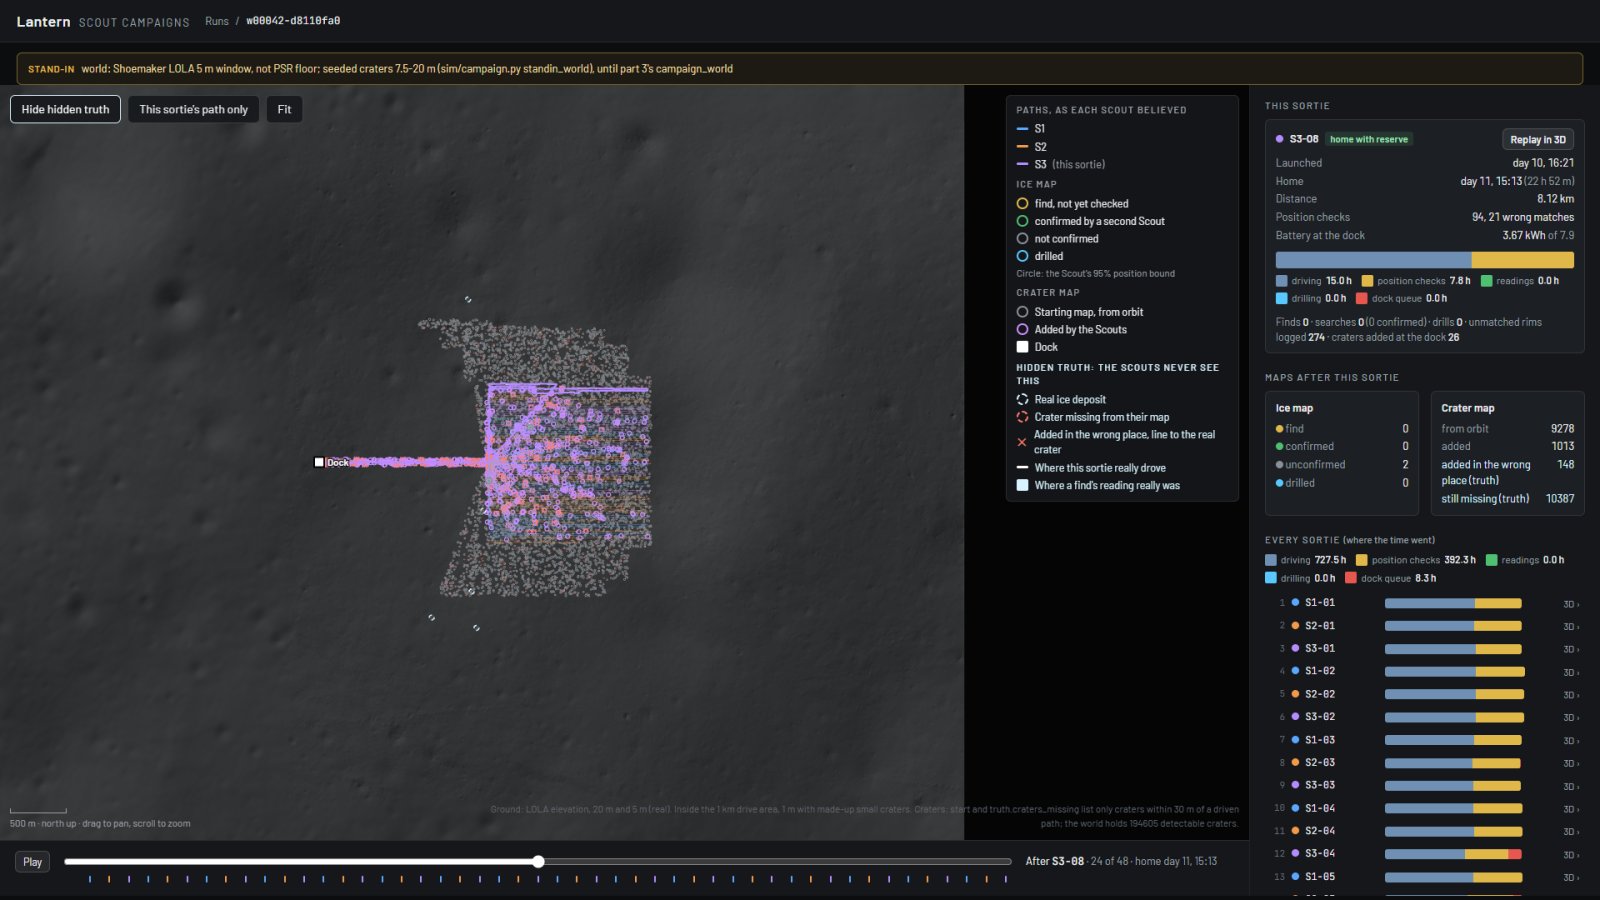 Lantern SCOUT CAMPAIGNS Runs / w00042-d8110fa0
STAND-IN world: Shoemaker LOLA 5 m window, not PSR floor; seeded craters 7.5-20 m (sim/campaign.py standin_world), until part 3's campaign_world
Hide hidden truth
This sortie's path only
Fit
Dock
500 m · north up · drag to pan, scroll to zoom
Ground: LOLA elevation, 20 m and 5 m (real). Inside the 1 km drive area, 1 m with made-up small craters. Craters: start and truth.craters_missing list only craters within 30 m of a driven
path; the world holds 194605 detectable craters.
PATHS, AS EACH SCOUT BELIEVED
S1
S2
S3 (this sortie)
ICE MAP
find, not yet checked
confirmed by a second Scout
not confirmed
drilled
Circle: the Scout's 95% position bound
CRATER MAP
Starting map, from orbit
Added by the Scouts
Dock
HIDDEN TRUTH: THE SCOUTS NEVER SEE
THIS
Real ice deposit
Crater missing from their map
Added in the wrong place, line to the real
crater
Where this sortie really drove
Where a find's reading really was
THIS SORTIE
S3-08 home with reserve Replay in 3D
Launched day 10, 16:21
Home day 11, 15:13 (22 h 52 m)
Distance 8.12 km
Position checks 94, 21 wrong matches
Battery at the dock 3.67 kWh of 7.9
driving 15.0 h position checks 7.8 h readings 0.0 h
drilling 0.0 h dock queue 0.0 h
Finds 0 · searches 0 (0 confirmed) · drills 0 · unmatched rims
logged 274 · craters added at the dock 26
MAPS AFTER THIS SORTIE
Ice map
find 0
confirmed 0
unconfirmed 2
drilled 0
Crater map
from orbit 9278
added 1013
added in the wrong 148
place (truth)
still missing (truth) 10387
EVERY SORTIE (where the time went)
driving 727.5 h position checks 392.3 h readings 0.0 h
drilling 0.0 h dock queue 8.3 h
1 S1-01 3D ›
2 S2-01 3D ›
3 S3-01 3D ›
4 S1-02 3D ›
5 S2-02 3D ›
6 S3-02 3D ›
7 S1-03 3D ›
8 S2-03 3D ›
9 S3-03 3D ›
10 S1-04 3D ›
11 S2-04 3D ›
12 S3-04 3D ›
13 S1-05 3D ›
Play
After S3-08 · 24 of 48 · home day 11, 15:13